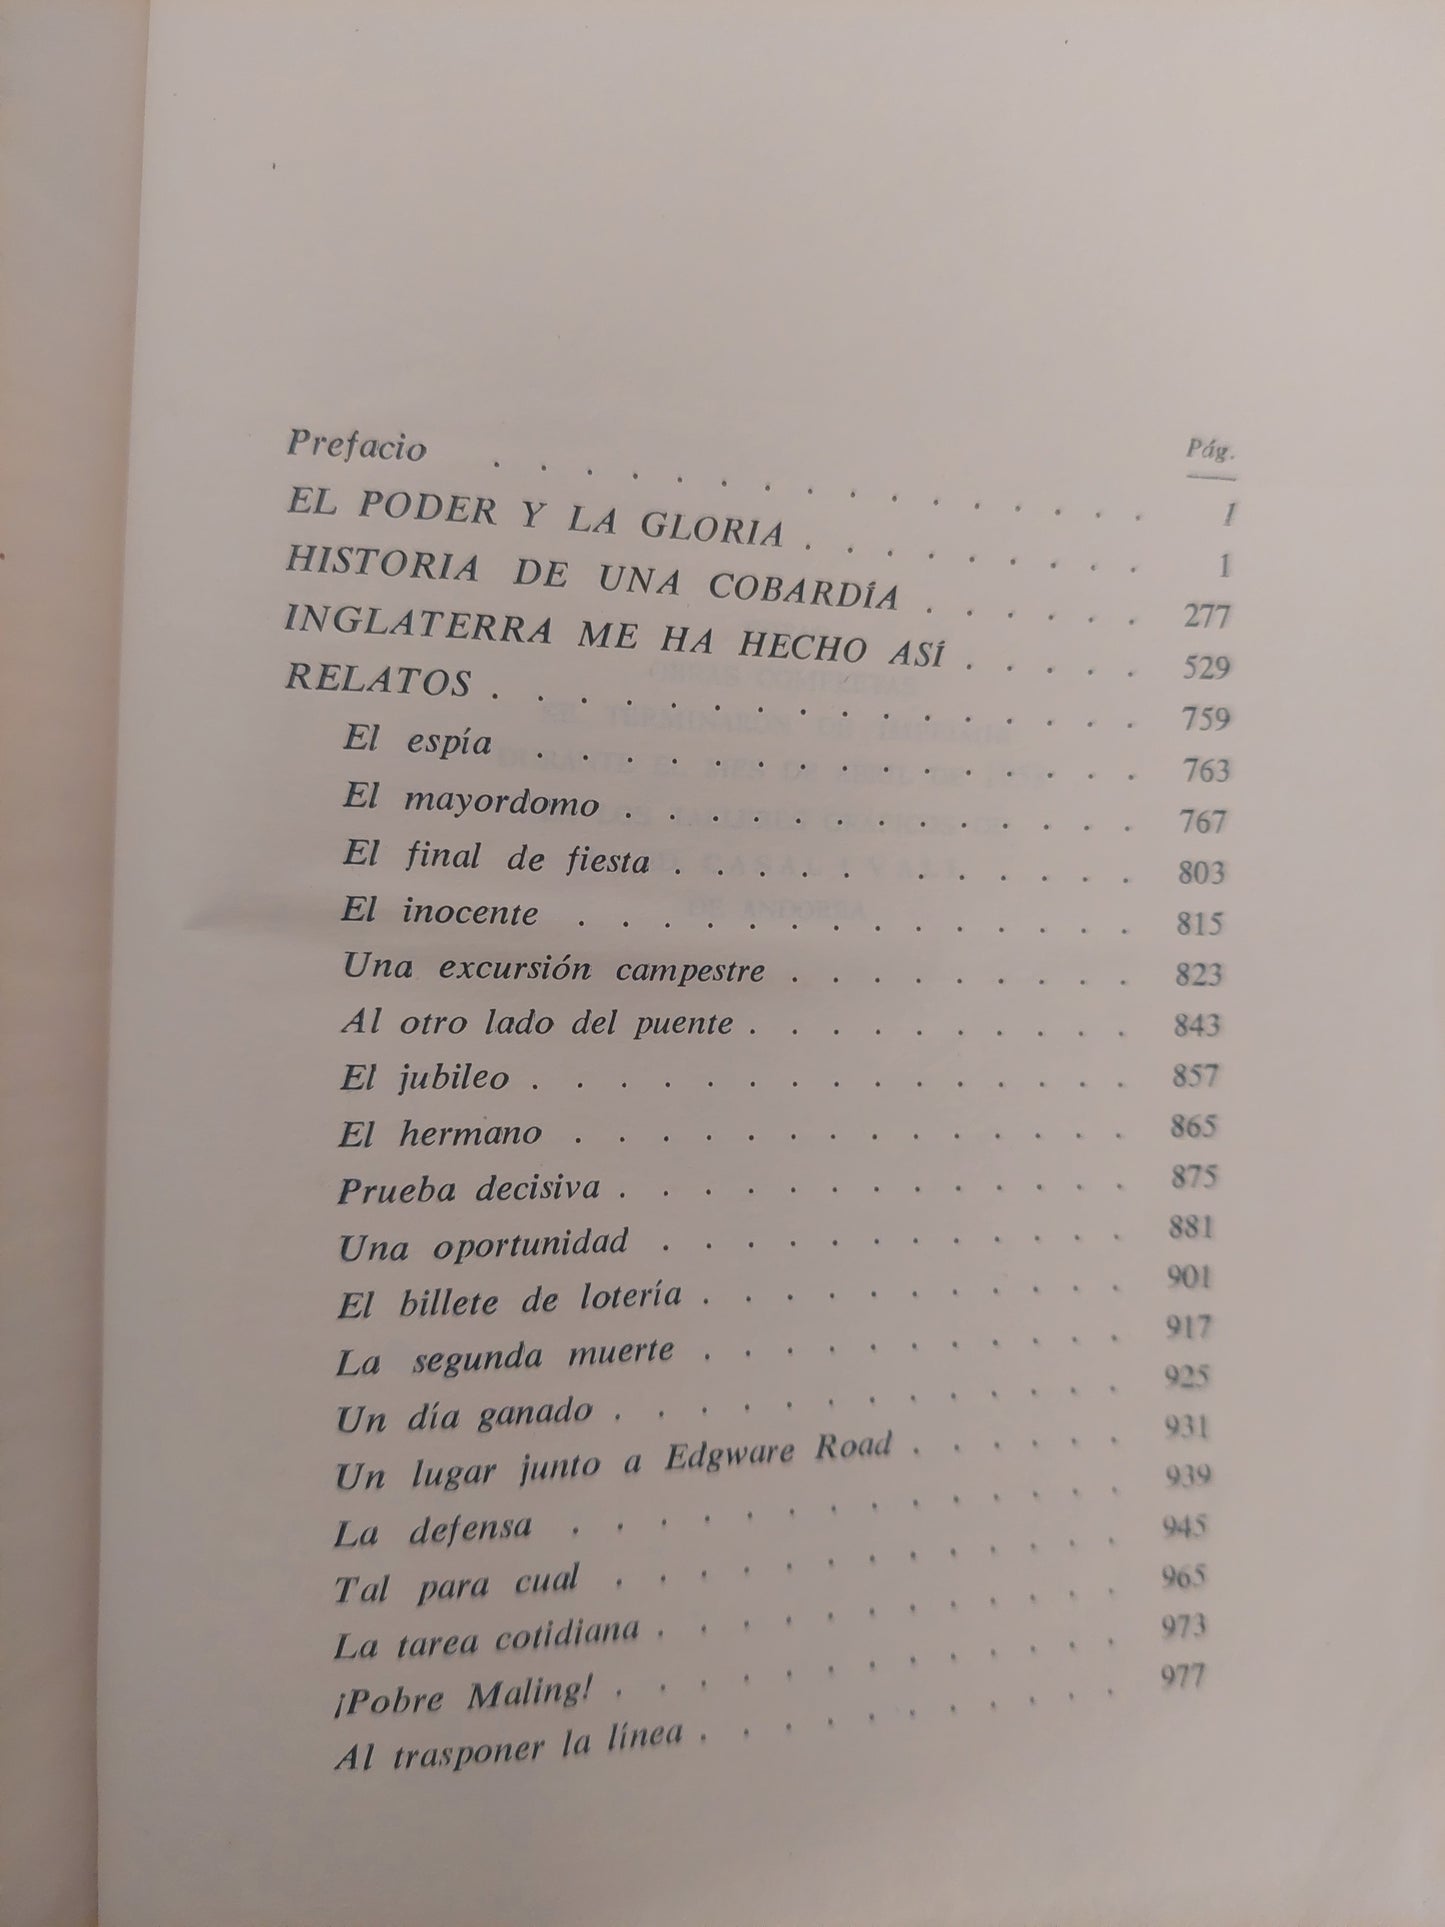 Pág.
Prefacio . . . . . . . . . . . . . . . . I
EL PODER Y LA GLORIA . . . . . . . . . 1
HISTORIA DE UNA COBARDÍA . . . . . . 277
INGLATERRA ME HA HECHO ASÍ . . . . . 529
RELATOS . . . . . . . . . . . . . . . . 759
El espía . . . . . . . . . . . . . . . 763
El mayordomo . . . . . . . . . . . . . 767
El final de fiesta . . . . . . . . . . . 803
El inocente . . . . . . . . . . . . . . 815
Una excursión campestre . . . . . . . . . 823
Al otro lado del puente . . . . . . . . . . 843
El jubileo . . . . . . . . . . . . . . . 857
El hermano . . . . . . . . . . . . . . 865
Prueba decisiva . . . . . . . . . . . . . 875
Una oportunidad . . . . . . . . . . . . 881
El billete de lotería . . . . . . . . . . . 901
La segunda muerte . . . . . . . . . . . 917
Un día ganado . . . . . . . . . . . . . 925
Un lugar junto a Edgware Road . . . . . . 931
La defensa . . . . . . . . . . . . . . 939
Tal para cual . . . . . . . . . . . . . 945
La tarea cotidiana . . . . . . . . . . . . 965
¡Pobre Maling! . . . . . . . . . . . . . 973
Al trasponer la línea . . . . . . . . . . . 977